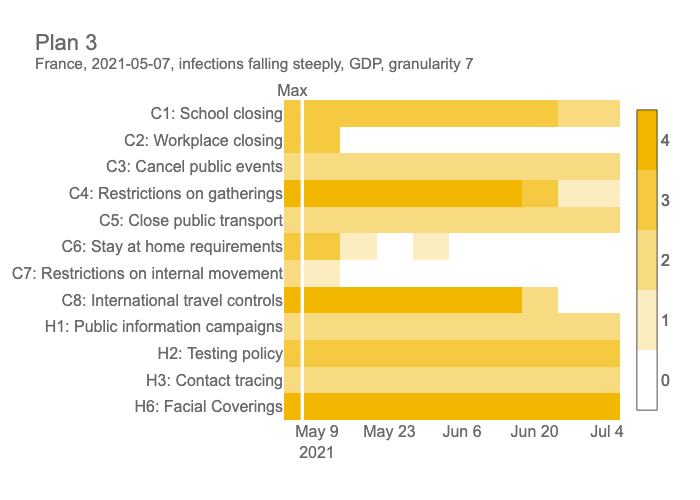 Plan 3
France, 2021-05-07, infections falling steeply, GDP, granularity 7
Max
C1: School closing
C2: Workplace closing
C3: Cancel public events
C4: Restrictions on gatherings
C5: Close public transport
C6: Stay at home requirements
C7: Restrictions on internal movement
C8: International travel controls
H1: Public information campaigns
H2: Testing policy
H3: Contact tracing
H6: Facial Coverings
May 9 May 23 Jun 6 Jun 20 Jul 4
2021
4
3
2
1
0